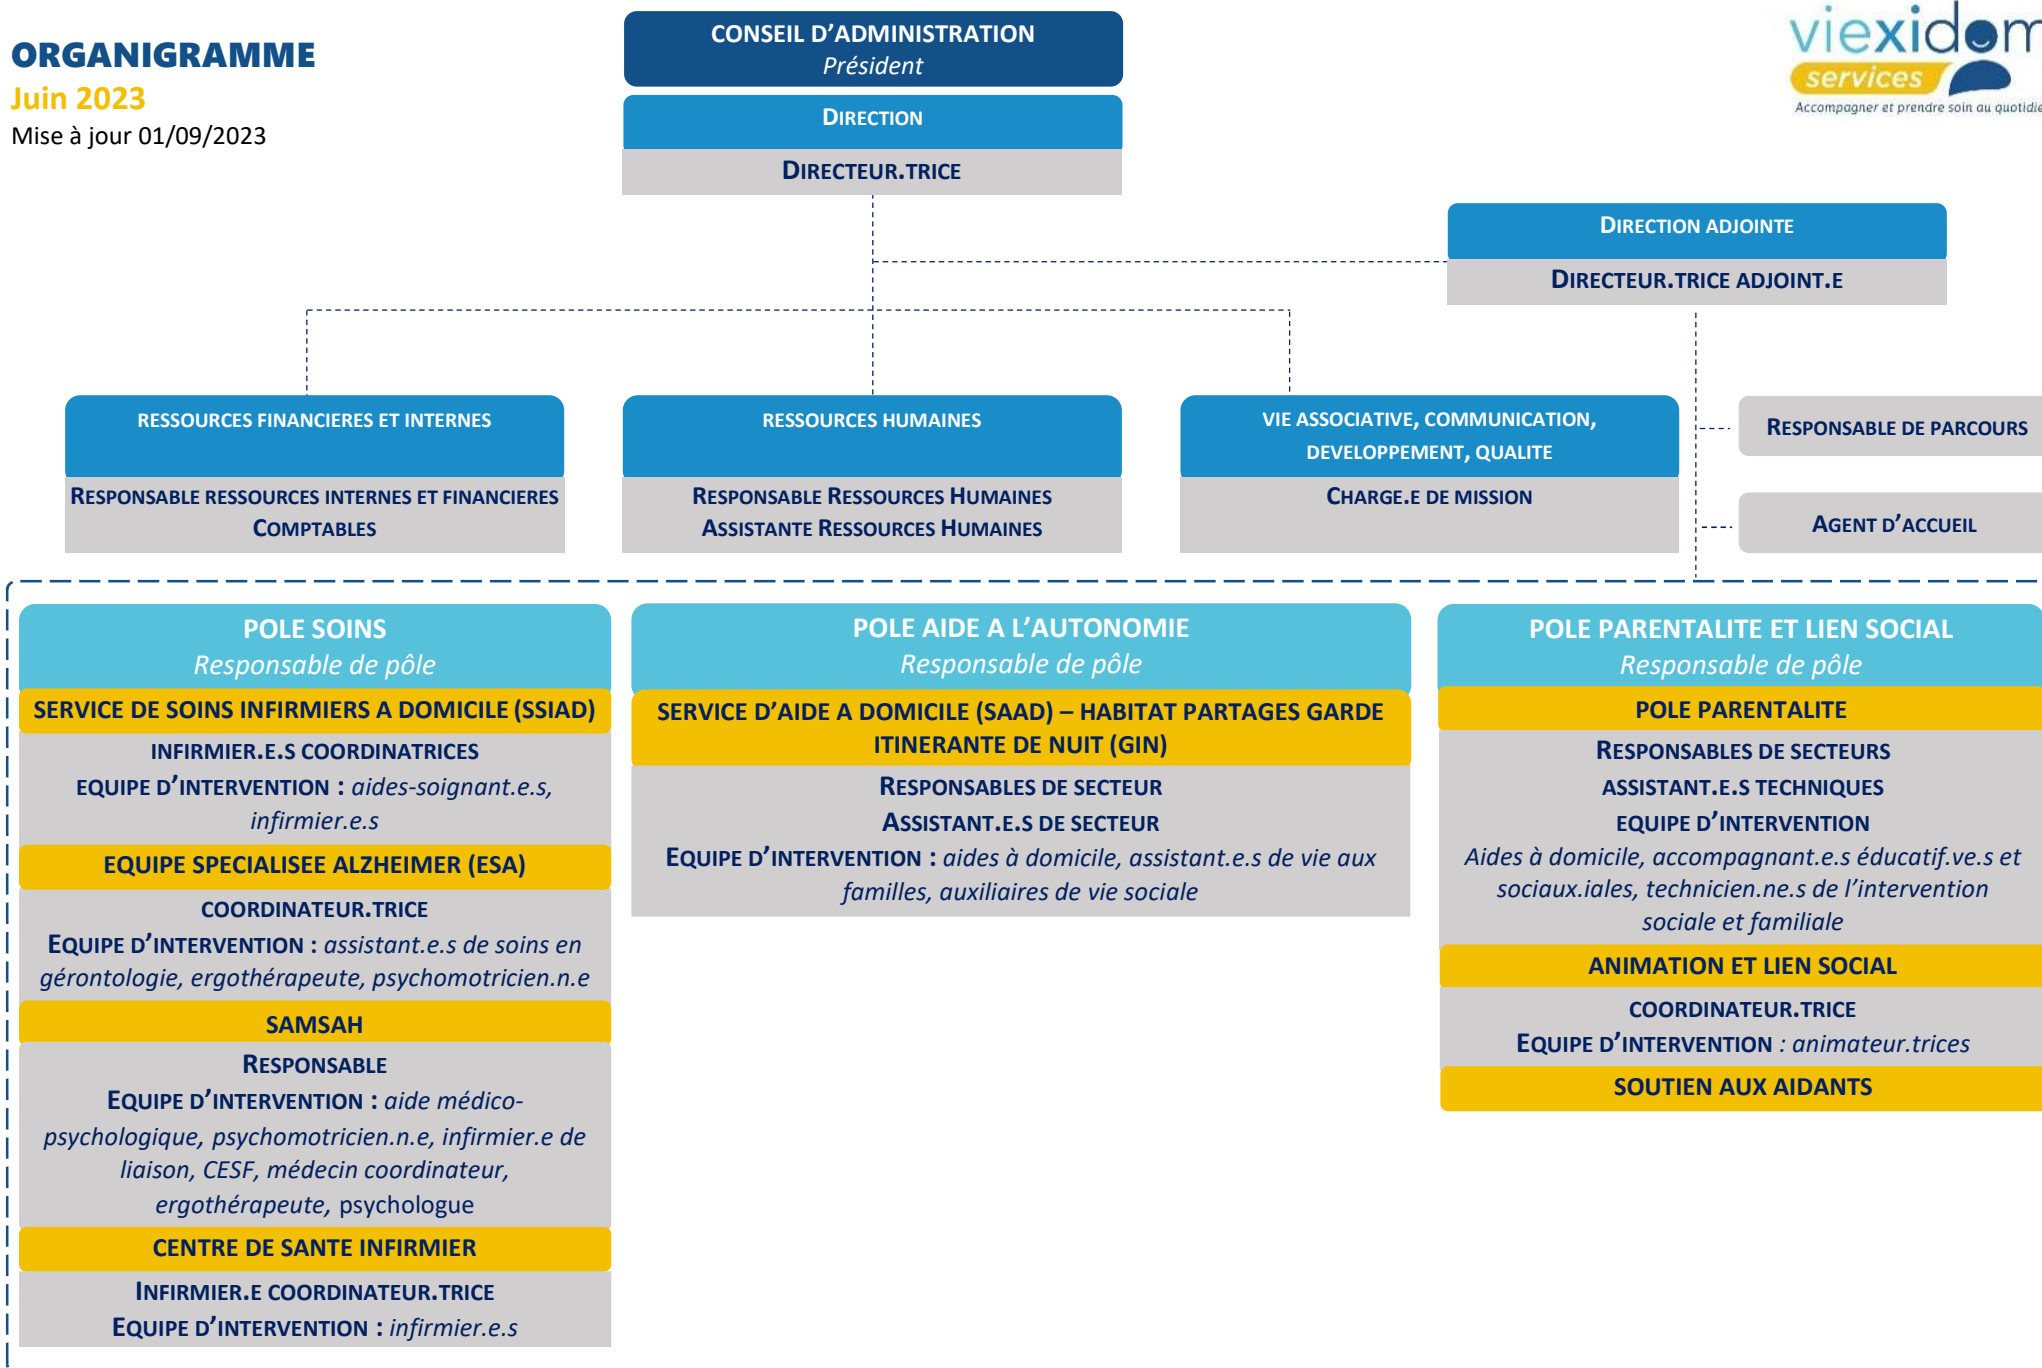 ORGANIGRAMME
Juin 2023
Mise à jour 01/09/2023
CONSEIL D'ADMINISTRATION
Président
DIRECTION
DIRECTEUR.TRICE
viexidom
services
Accompagner et prendre soin au quotidie
DIRECTION ADJOINTE
DIRECTEUR.TRICE ADJOINT.E
RESSOURCES FINANCIERES ET INTERNES
RESPONSABLE RESSOURCES INTERNES ET FINANCIERES
COMPTABLES
RESSOURCES HUMAINES
RESPONSABLE RESSOURCES HUMAINES
ASSISTANTE RESSOURCES HUMAINES
VIE ASSOCIATIVE, COMMUNICATION,
DEVELOPPEMENT, QUALITE
CHARGE.E DE MISSION
RESPONSABLE DE PARCOURS
AGENT D'ACCUEIL
POLE SOINS
Responsable de pôle
SERVICE DE SOINS INFIRMIERS A DOMICILE (SSIAD)
INFIRMIER.E.S COORDINATRICES
EQUIPE D'INTERVENTION : aides-soignant.e.s,
infirmier.e.s
EQUIPE SPECIALISEE ALZHEIMER (ESA)
COORDINATEUR.TRICE
EQUIPE D'INTERVENTION : assistant.e.s de soins en
gérontologie, ergothérapeute, psychomotricien.n.e
SAMSAH
RESPONSABLE
EQUIPE D'INTERVENTION : aide médico-
psychologique, psychomotricien.n.e, infirmier.e de
liaison, CESF, médecin coordinateur,
ergothérapeute, psychologue
CENTRE DE SANTE INFIRMIER
INFIRMIER.E COORDINATEUR.TRICE
EQUIPE D'INTERVENTION : infirmier.e.s
POLE AIDE A L'AUTONOMIE
Responsable de pôle
SERVICE D'AIDE A DOMICILE (SAAD) – HABITAT PARTAGES GARDE
ITINERANTE DE NUIT (GIN)
RESPONSABLES DE SECTEUR
ASSISTANT.E.S DE SECTEUR
EQUIPE D'INTERVENTION : aides à domicile, assistant.e.s de vie aux
familles, auxiliaires de vie sociale
POLE PARENTALITE ET LIEN SOCIAL
Responsable de pôle
POLE PARENTALITE
RESPONSABLES DE SECTEURS
ASSISTANT.E.S TECHNIQUES
EQUIPE D'INTERVENTION
Aides à domicile, accompagnant.e.s éducatif.ve.s et
sociaux.iales, technicien.ne.s de l'intervention
sociale et familiale
ANIMATION ET LIEN SOCIAL
COORDINATEUR.TRICE
EQUIPE D'INTERVENTION : animateur.trices
SOUTIEN AUX AIDANTS